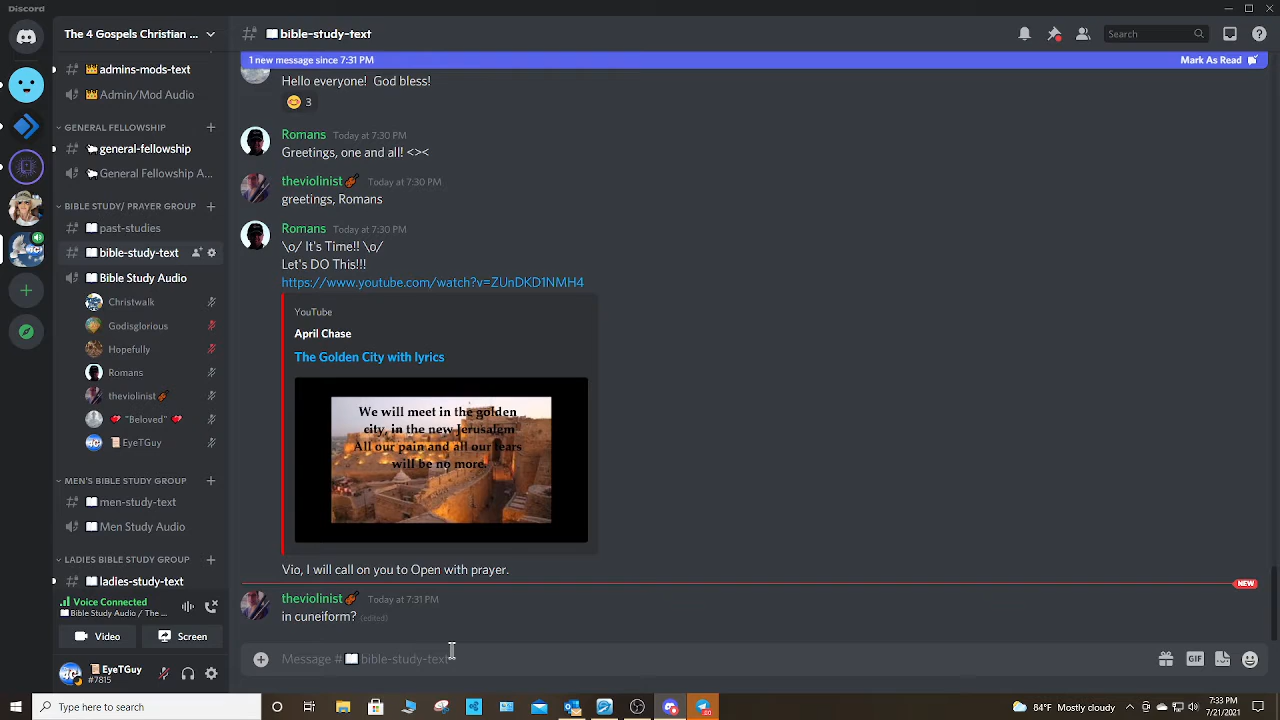 Discord
The 4 Gospels Christian ...
bible-study-text
Search
1 new message since 7:31 PM
Mark As Read
admins-mods-text
Admin/Mod Audio
GENERAL FELLOWSHIP
general-fellowship
General Fellowship A...
BIBLE STUDY/ PRAYER GROUP
past-studies
bible-study-text
Bible Study Audio
Christwalk
Godisglorious
Hopefully
Romans
theviolinist
"Beloved"
EyeTGuy
MEN'S BIBLE STUDY GROUP
men-study-text
Men Study Audio
LADIES BIBLE STUDY GROUP
ladies-study-text
Voice Connected
Bible Study Audio / The ...
Video
Screen
EyeTGuy
#7815
Hello everyone! God bless!
3
Romans Today at 7:30 PM
Greetings, one and all! <><
theviolinist Today at 7:30 PM
greetings, Romans
Romans Today at 7:30 PM
\o/ It's Time!! \o/
Let's DO This!!!
https://www.youtube.com/watch?v=ZUnDKD1NMH4
YouTube
April Chase
The Golden City with lyrics
We will meet in the golden
city, in the new Jerusalem
All our pain and all our tears
will be no more.
Vio, I will call on you to Open with prayer.
NEW
theviolinist Today at 7:31 PM
in cuneiform? (edited)
Message # bible-study-text
GIF
Type here to search
84°F Mostly cloudy
7:33 PM
7/21/2021